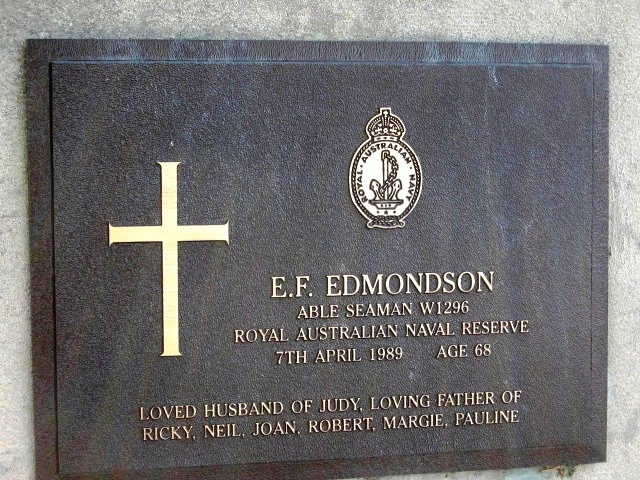 ROYAL · AUSTRALIAN · NAVY
E.F. EDMONDSON
ABLE SEAMAN W1296
ROYAL AUSTRALIAN NAVAL RESERVE
7TH APRIL 1989 AGE 68
LOVED HUSBAND OF JUDY, LOVING FATHER OF
RICKY, NEIL, JOAN, ROBERT, MARGIE, PAULINE